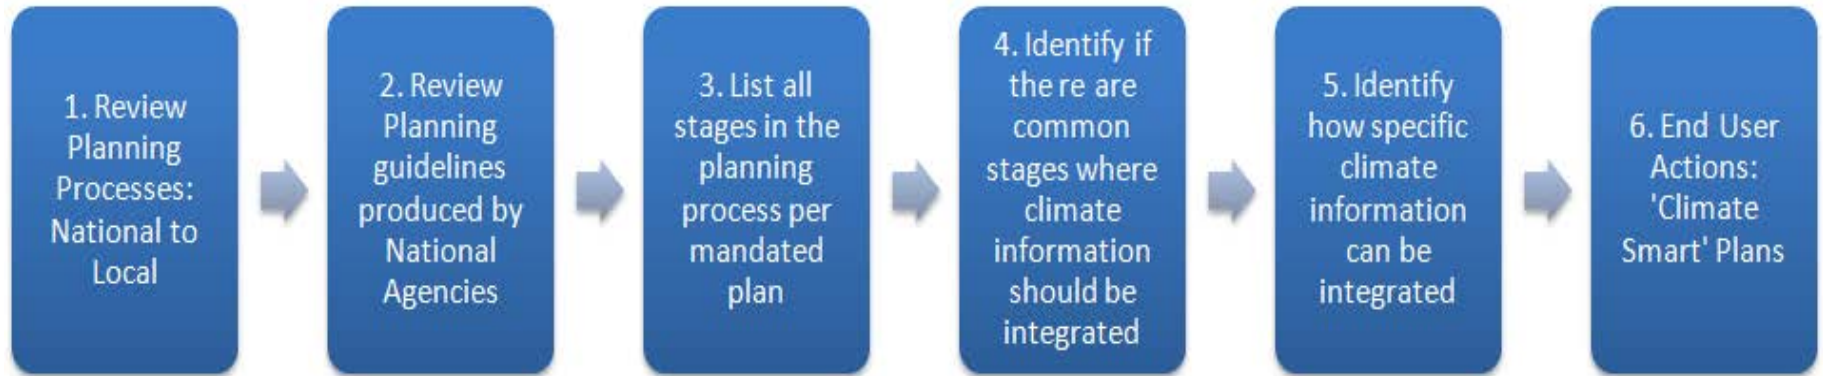 1. Review
Planning
Processes:
National to
Local
2. Review
Planning
guidelines
produced by
National
Agencies
3. List all
stages in the
planning
process per
mandated
plan
4. Identify if
the re are
common
stages where
climate
information
should be
integrated
5. Identify
how specific
climate
information
can be
integrated
6. End User
Actions:
'Climate
Smart' Plans